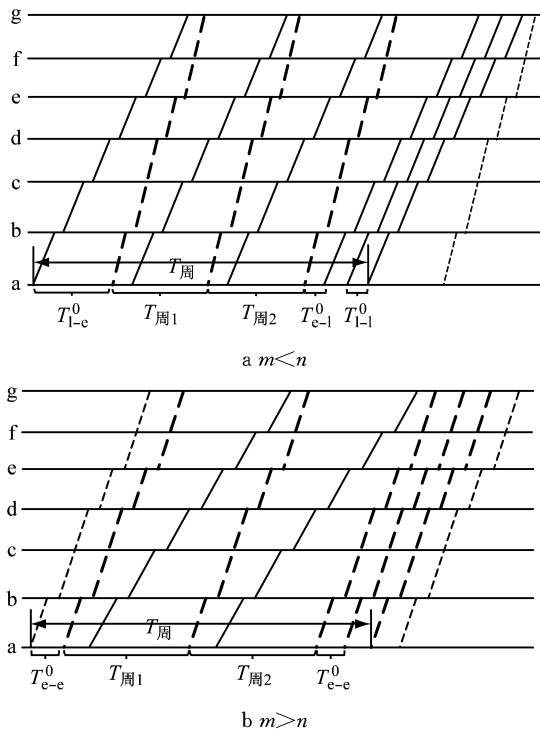 g
f
e
d
c
b
T周
a
T⁰l-e T周1 T周2 T⁰e-l T⁰l-l
a m<n
g
f
e
d
c
b
T周
a
T⁰e-e T周1 T周2 T⁰e-e
b m>n